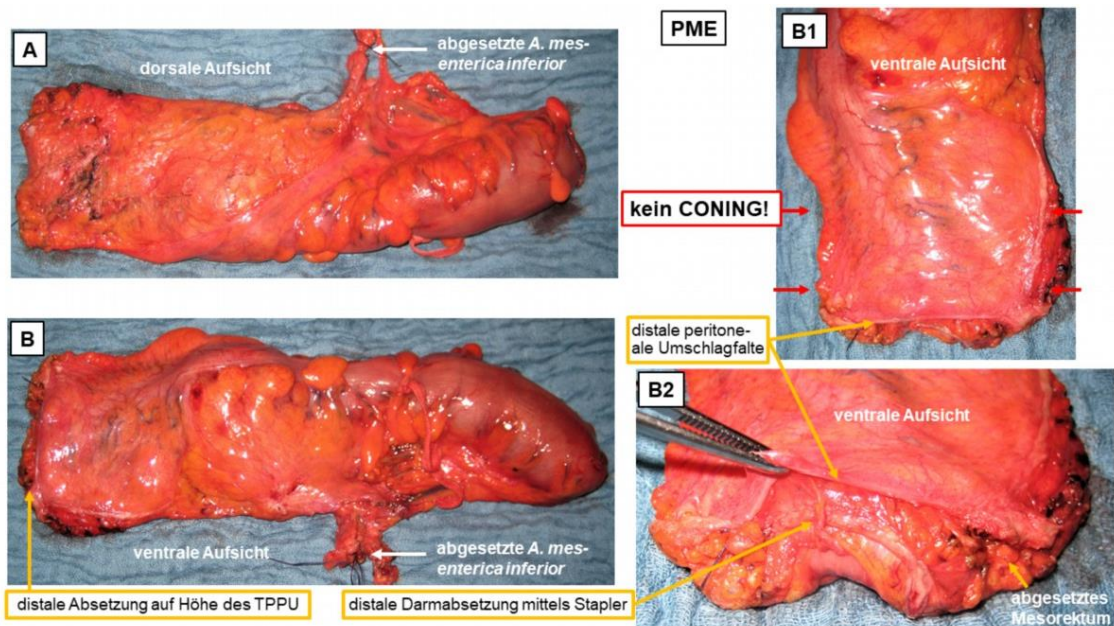 A
abgesetzte A. mes-
enterica inferior
dorsale Aufsicht
PME
B1
ventrale Aufsicht
kein CONING!
B
distale peritone-
ale Umschlagfalte
B2
ventrale Aufsicht
ventrale Aufsicht
abgesetzte A. mes-
enterica inferior
distale Absetzung auf Höhe des TPPU
distale Darmabsetzung mittels Stapler
abgesetztes
Mesorektum